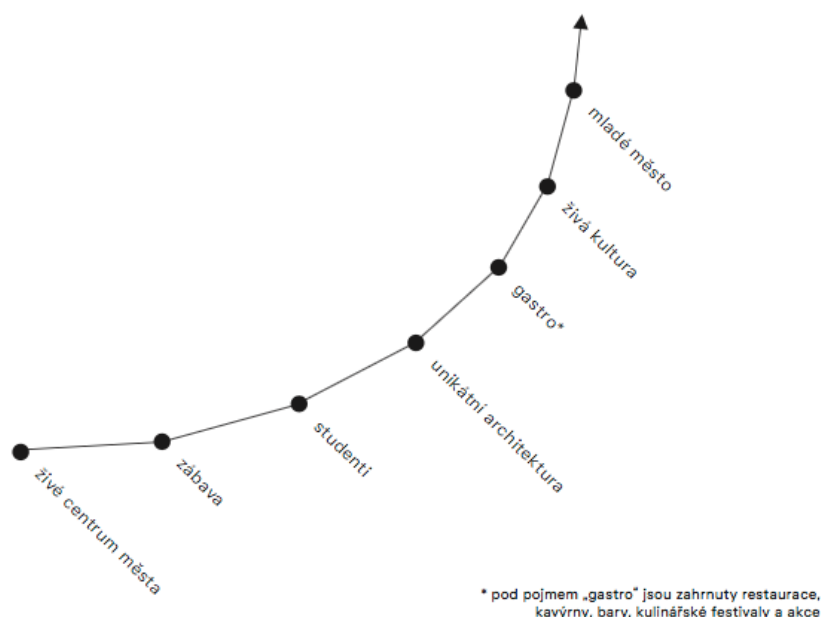 mladé město
živá kultura
gastro*
unikátní architektura
studenti
zábava
živé centrum města
* pod pojmem „gastro“ jsou zahrnuty restaurace,
kavýrny, bary, kulinářské festivaly a akce